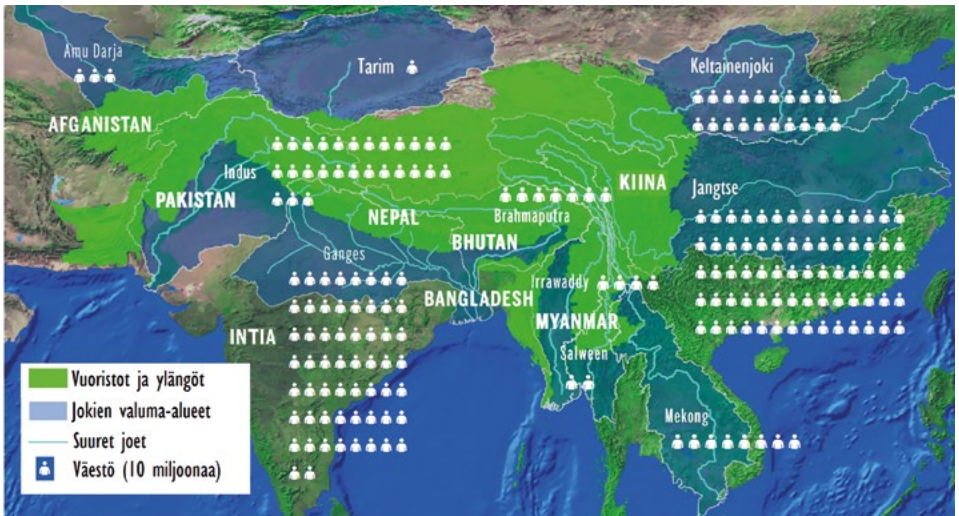 Amu Darja
Tarim
Keltainenjoki
AFGANISTAN
Indus
PAKISTAN
KIINA
Jangtse
NEPAL
Brahmaputra
BHUTAN
Ganges
Irrawaddy
BANGLADESH
MYANMAR
INTIA
Salween
Mekong
Vuoristot ja ylängöt
Jokien valuma-alueet
Suuret joet
Väestö (10 miljoonaa)